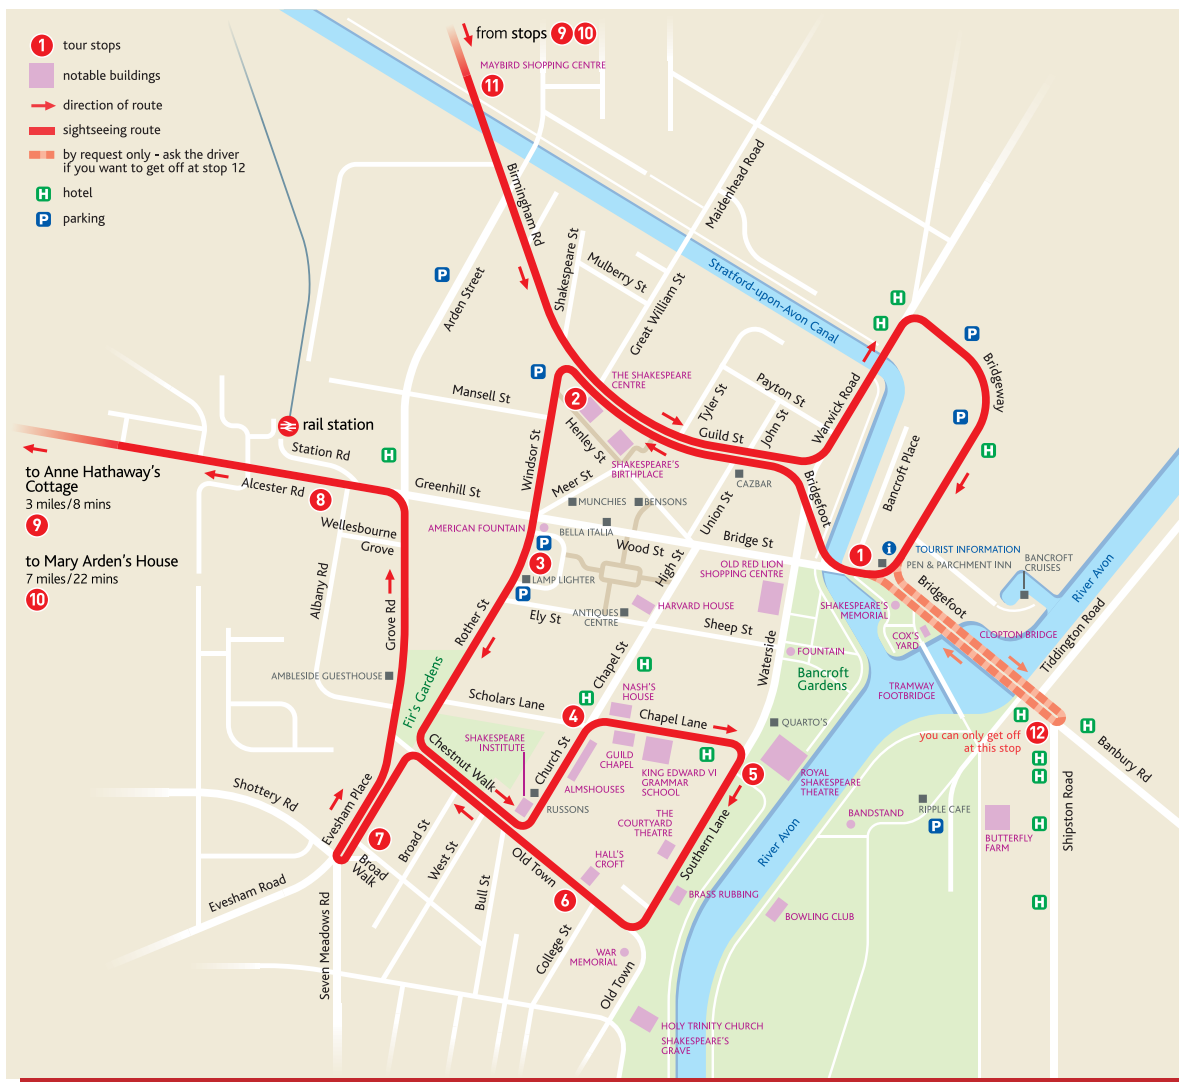 1 tour stops
notable buildings
direction of route
sightseeing route
by request only - ask the driver
if you want to get off at stop 12
H hotel
P parking
from stops 9 10
MAYBIRD SHOPPING CENTRE
11
Birmingham Rd
Maidenhead Road
Shakespeare St
Mulberry St
Great William St
Stratford-upon-Avon Canal
Arden Street
P
H
H
P
Bridgeway
P
THE SHAKESPEARE
CENTRE
2
Mansell St
Payton St
Tyler St
John St
Guild St
Warwick Road
P
H
Bancroft Place
Henley St
SHAKESPEARE'S
BIRTHPLACE
Windsor St
rail station
Station Rd
H
Alcester Rd
8
to Anne Hathaway's
Cottage
3 miles/8 mins
9
to Mary Arden's House
7 miles/22 mins
10
Greenhill St
Meer St
MUNCHIES
BENSONS
CAZBAR
Union St
Bridgefoot
AMERICAN FOUNTAIN
BELLA ITALIA
Wood St
Bridge St
Wellesbourne
Grove
P
3
LAMP LIGHTER
P
High St
OLD RED LION
SHOPPING CENTRE
1
i
TOURIST INFORMATION
PEN & PARCHMENT INN
BANCROFT
CRUISES
Bridgefoot
River Avon
Albany Rd
Grove Rd
Rother St
Ely St
ANTIQUES
CENTRE
HARVARD HOUSE
Sheep St
SHAKESPEARE'S
MEMORIAL
COX'S
YARD
CLOPTON BRIDGE
Tiddington Road
Waterside
FOUNTAIN
Bancroft
Gardens
TRAMWAY
FOOTBRIDGE
AMBLESIDE GUESTHOUSE
Fir's Gardens
Chapel St
H
NASH'S
HOUSE
H
Scholars Lane
4
Chapel Lane
QUARTO'S
H
12
you can only get off
at this stop
H
Banbury Rd
H
H
Chestnut Walk
SHAKESPEARE
INSTITUTE
Church St
GUILD
CHAPEL
KING EDWARD VI
GRAMMAR
SCHOOL
H
ALMSHOUSES
5
ROYAL
SHAKESPEARE
THEATRE
RUSSONS
Shottery Rd
Evesham Place
7
Broad
Walk
Broad St
West St
Bull St
Old Town
HALL'S
CROFT
THE
COURTYARD
THEATRE
Southern Lane
River Avon
BANDSTAND
RIPPLE CAFE
P
BUTTERFLY
FARM
H
Shipston Road
Evesham Road
6
BRASS RUBBING
BOWLING CLUB
H
Seven Meadows Rd
College St
WAR
MEMORIAL
Old Town
HOLY TRINITY CHURCH
SHAKESPEARE'S
GRAVE